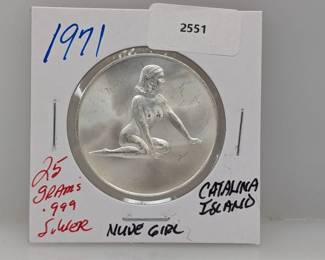 2551
1971
25
grams
.999
Silver
NUDE GIRL
CATALINA
ISLAND